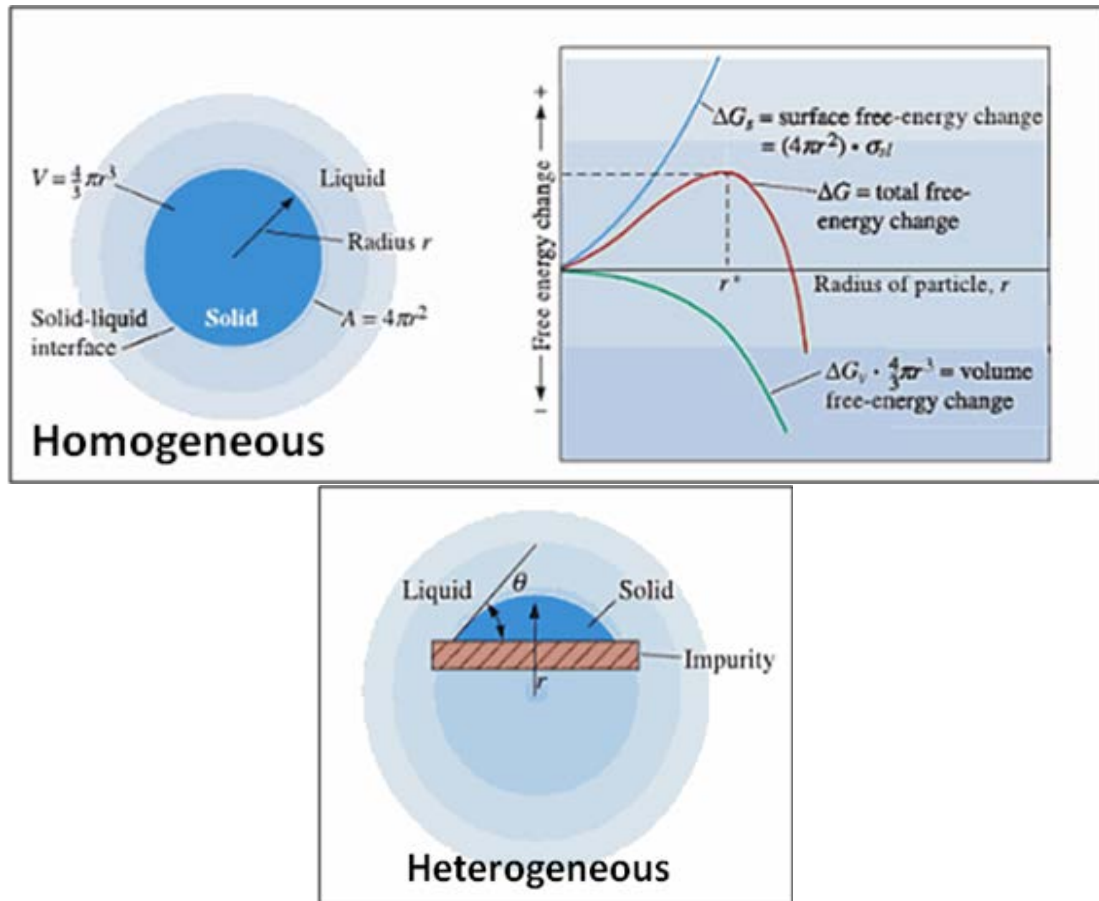 V = 4/3 πr³
Liquid
Radius r
Solid
A = 4πr²
Solid-liquid
interface
Homogeneous
+
Free energy change
−
ΔGₛ = surface free-energy change
= (4πr²) • σₛₗ
ΔG = total free-
energy change
r*
Radius of particle, r
ΔGᵥ · 4/3 πr³ = volume
free-energy change
Liquid
θ
Solid
Impurity
r
Heterogeneous